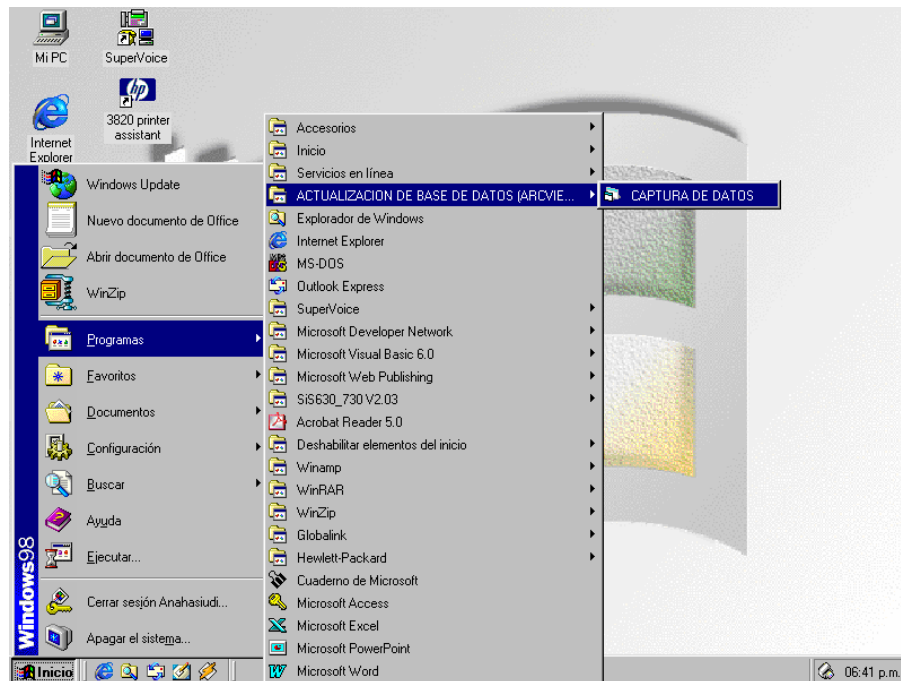 Mi PC
SuperVoice
hp
3820 printer
assistant
Internet
Explorer
Windows Update
Nuevo documento de Office
Abrir documento de Office
WinZip
Programas
Favoritos
Documentos
Configuración
Buscar
Ayuda
Ejecutar...
Cerrar sesión Anahasiudi...
Apagar el sistema...
Windows98
Accesorios
Inicio
Servicios en línea
ACTUALIZACION DE BASE DE DATOS (ARCVIE...
Explorador de Windows
Internet Explorer
MS-DOS
Outlook Express
SuperVoice
Microsoft Developer Network
Microsoft Visual Basic 6.0
Microsoft Web Publishing
SiS630_730 V2.03
Acrobat Reader 5.0
Deshabilitar elementos del inicio
Winamp
WinRAR
WinZip
Globalink
Hewlett-Packard
Cuaderno de Microsoft
Microsoft Access
Microsoft Excel
Microsoft PowerPoint
Microsoft Word
CAPTURA DE DATOS
Inicio
06:41 p.m.